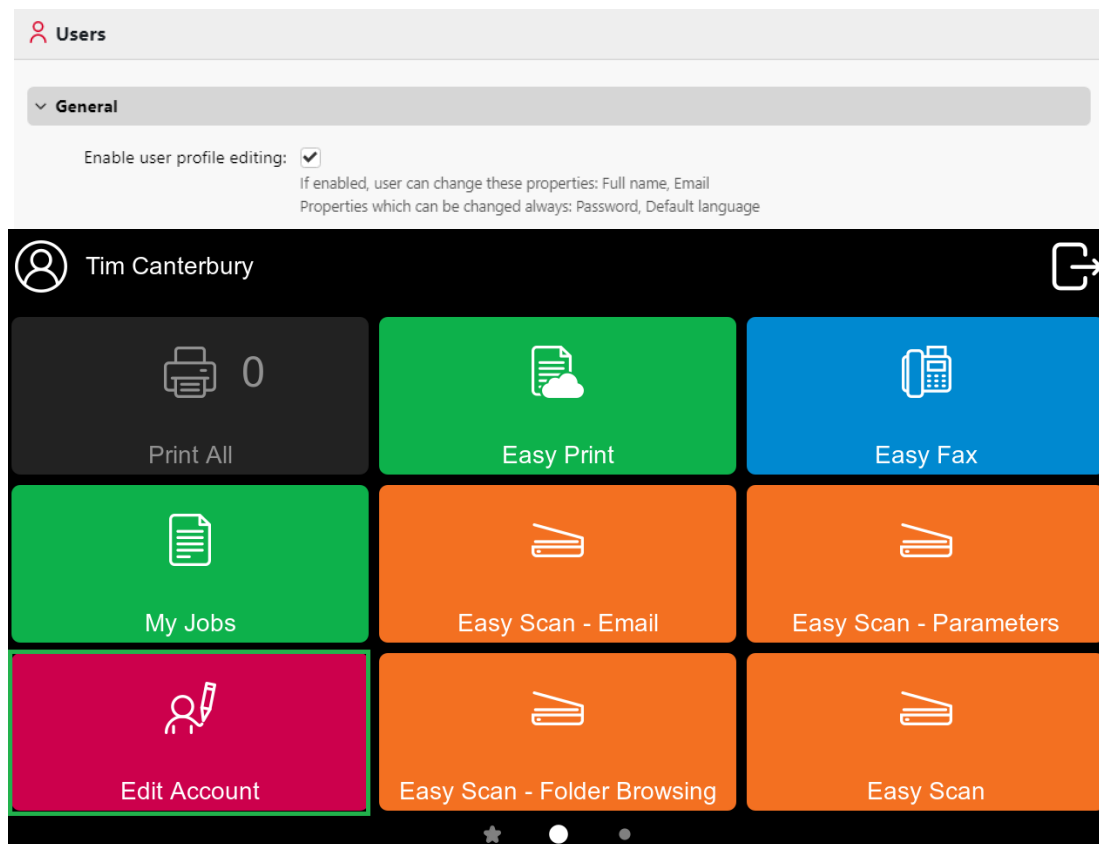 Users
General
Enable user profile editing:
If enabled, user can change these properties: Full name, Email
Properties which can be changed always: Password, Default language
Tim Canterbury
0
Print All
Easy Print
Easy Fax
My Jobs
Easy Scan - Email
Easy Scan - Parameters
Edit Account
Easy Scan - Folder Browsing
Easy Scan